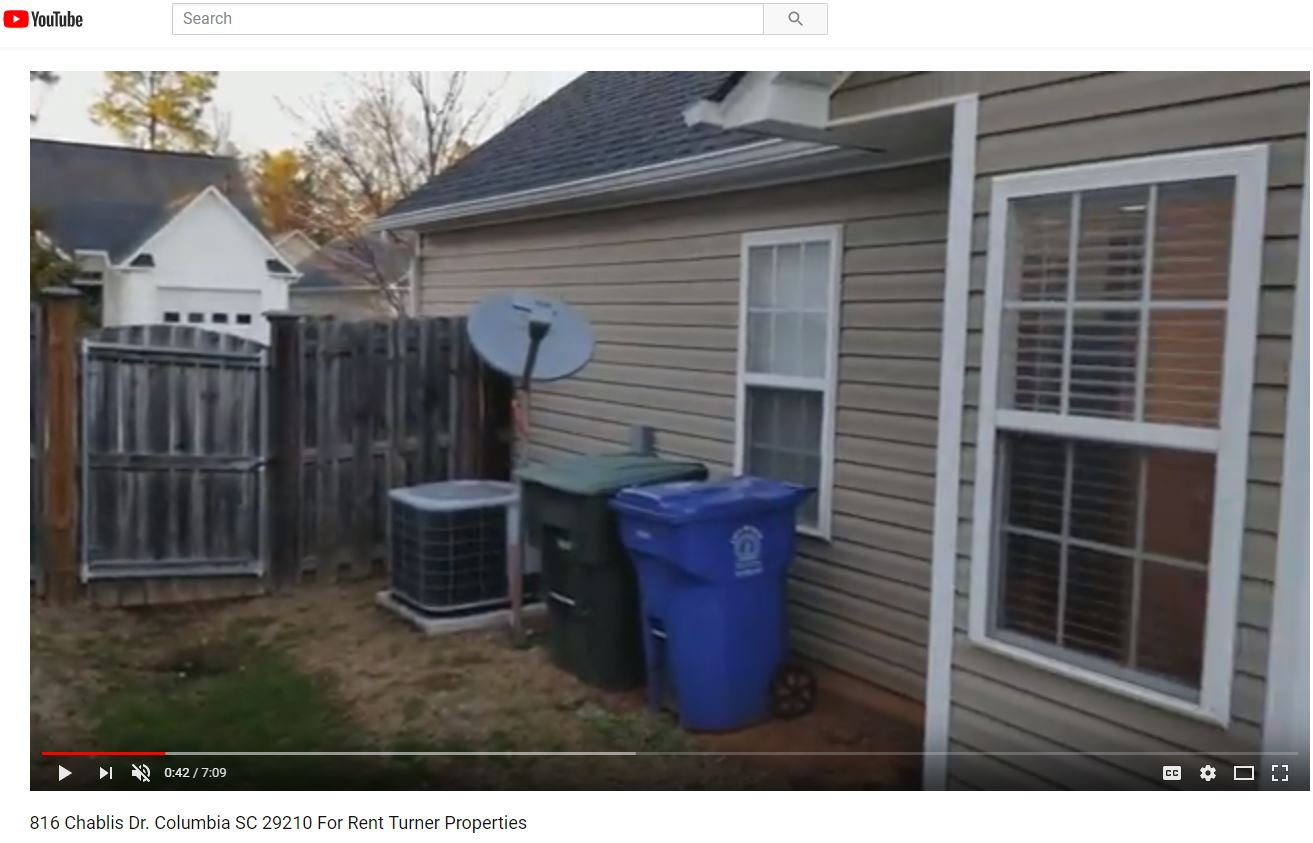 YouTube
Search
0:42 / 7:09
CC
816 Chablis Dr. Columbia SC 29210 For Rent Turner Properties